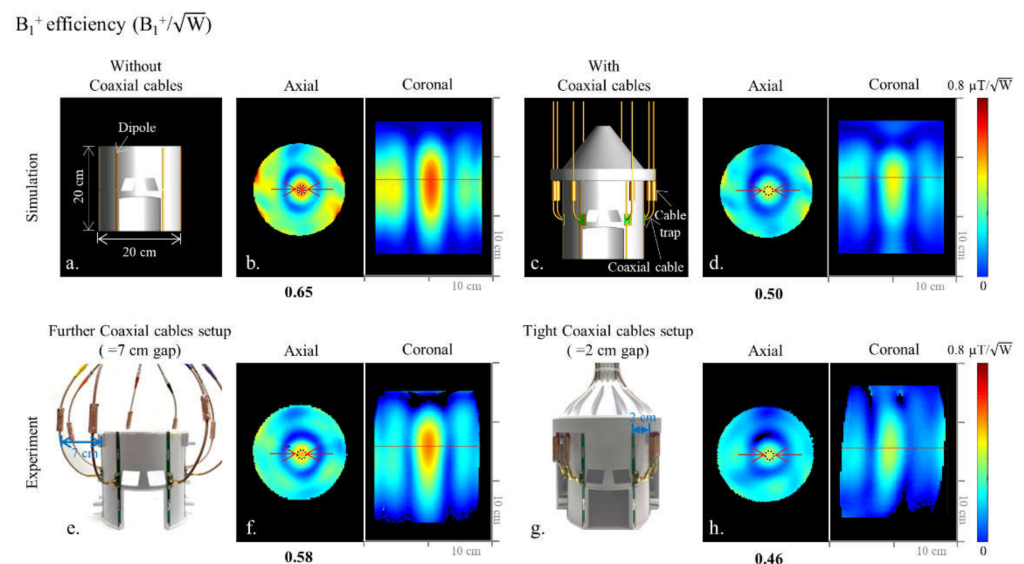 B₁⁺ efficiency (B₁⁺/√W)
Without
Coaxial cables
Axial
Coronal
With
Coaxial cables
Axial
Coronal
0.8 μT/√W
Simulation
Dipole
20 cm
20 cm
a.
b.
10 cm
10 cm
0.65
Cable
trap
Coaxial cable
c.
d.
10 cm
10 cm
0
0.50
Further Coaxial cables setup
( =7 cm gap)
Axial
Coronal
Tight Coaxial cables setup
(=2 cm gap)
Axial
Coronal
0.8 μT/√W
Experiment
7 cm
e.
f.
10 cm
10 cm
0.58
2 cm
g.
h.
10 cm
10 cm
0
0.46